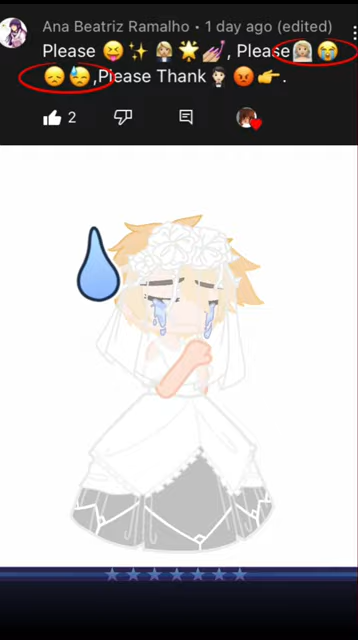 Ana Beatriz Ramalho • 1 day ago (edited)
Please 😝✨🤵🏼‍♀️🌟💅, Please👰🏼😭
😞😓,Please Thank🤵🏻‍♀️😡👉.
2